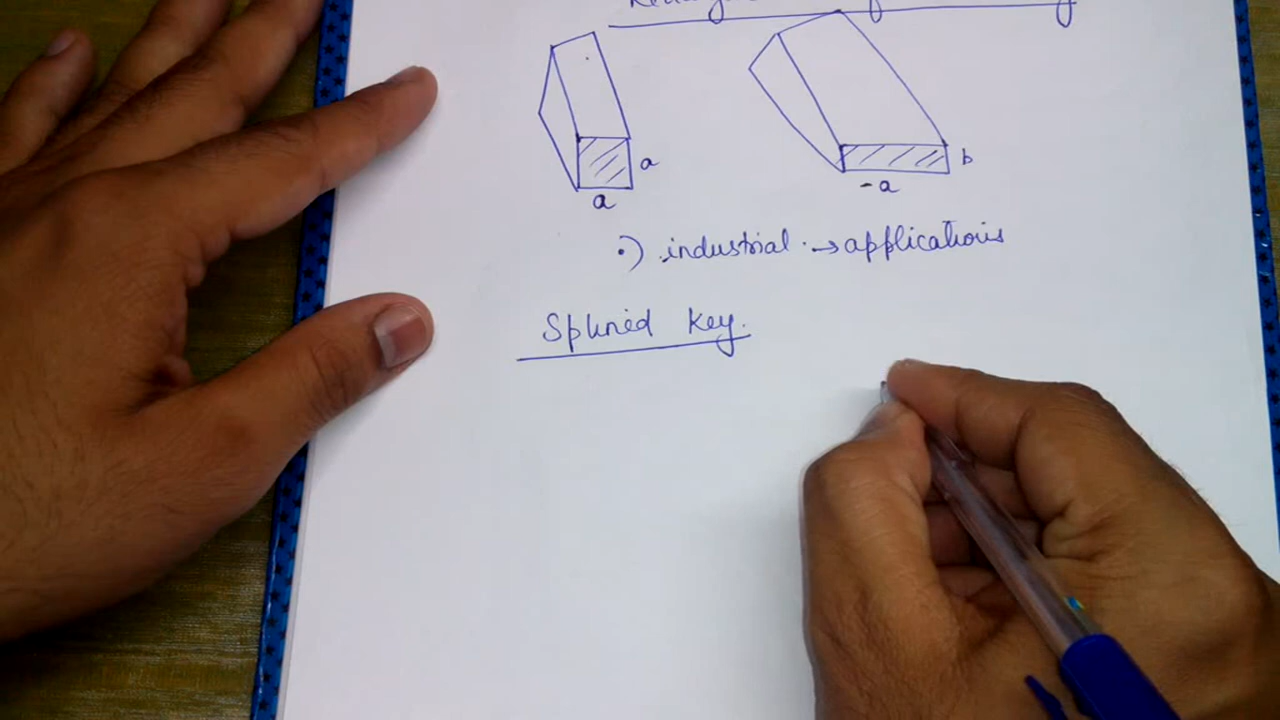 a
a
b
-a
•) industrial → applications
Splined Key.